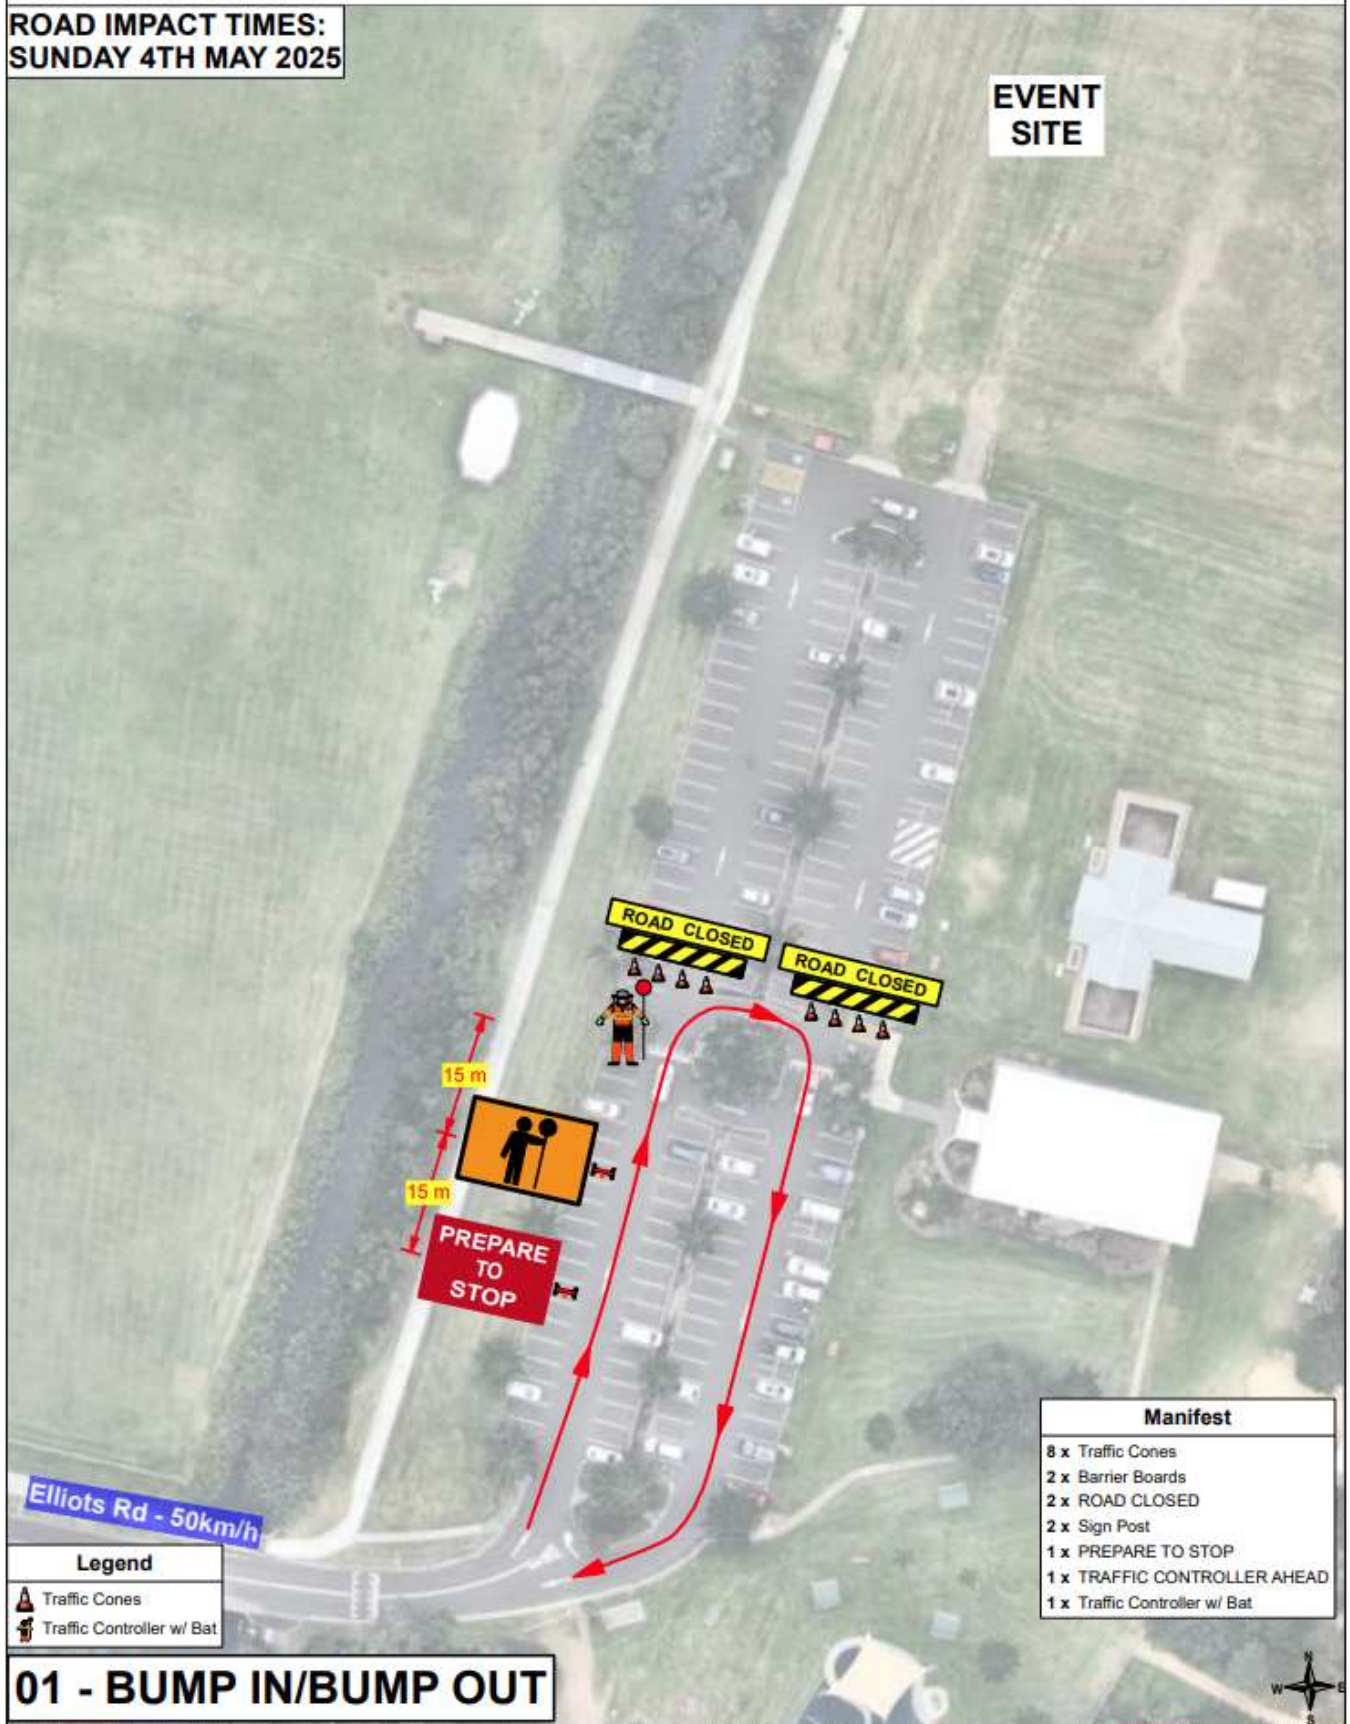 ROAD IMPACT TIMES:
SUNDAY 4TH MAY 2025
EVENT
SITE
ROAD CLOSED
ROAD CLOSED
15 m
15 m
PREPARE
TO
STOP
Elliots Rd - 50km/h
Legend
Traffic Cones
Traffic Controller w/ Bat
Manifest
8 x Traffic Cones
2 x Barrier Boards
2 x ROAD CLOSED
2 x Sign Post
1 x PREPARE TO STOP
1 x TRAFFIC CONTROLLER AHEAD
1 x Traffic Controller w/ Bat
01 - BUMP IN/BUMP OUT
N
W E
S